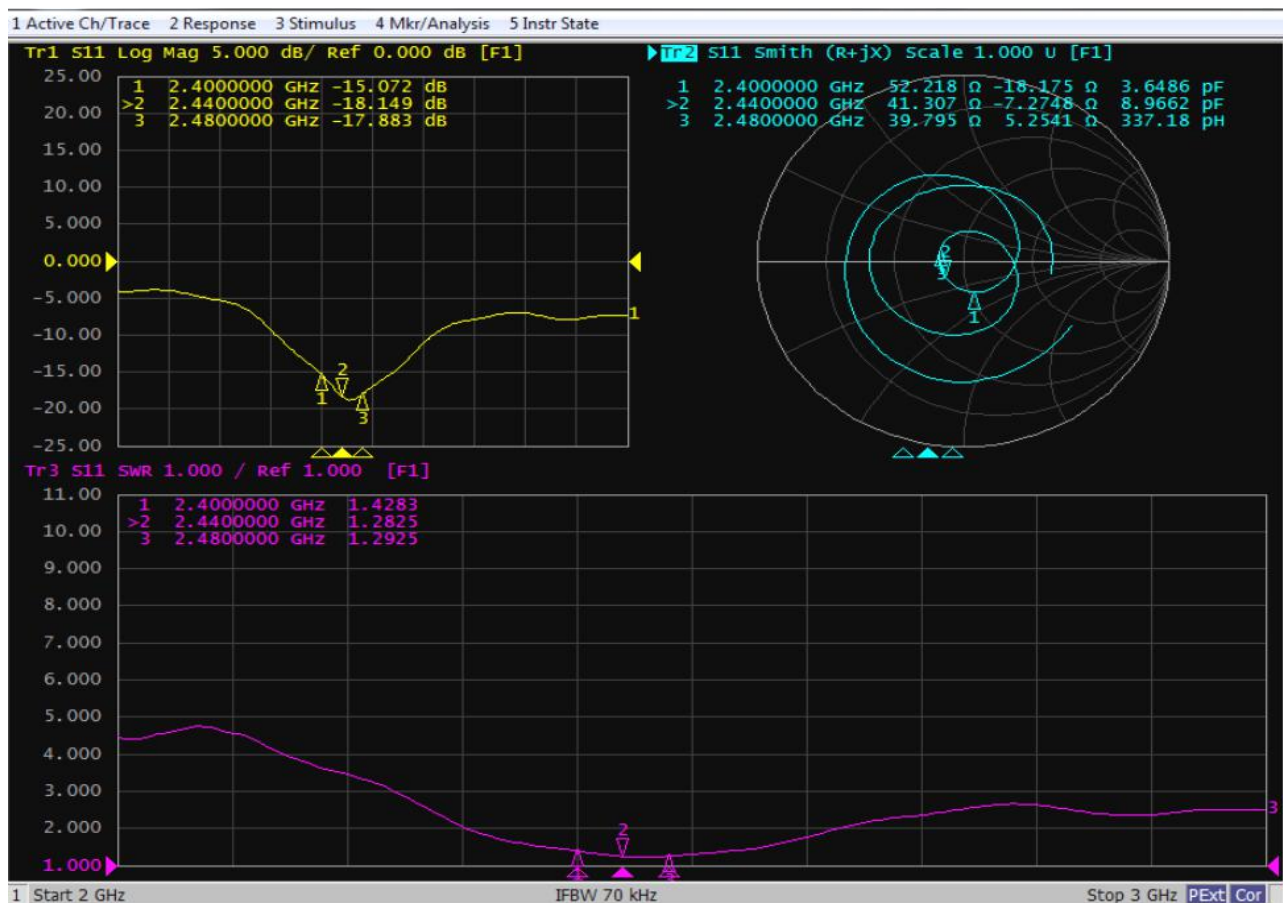 1 Active Ch/Trace 2 Response 3 Stimulus 4 Mkr/Analysis 5 Instr State
Tr1 S11 Log Mag 5.000 dB/ Ref 0.000 dB [F1]
25.00
20.00
15.00
10.00
5.000
0.000
-5.000
-10.00
-15.00
-20.00
-25.00
1 2.4000000 GHz -15.072 dB
>2 2.4400000 GHz -18.149 dB
3 2.4800000 GHz -17.883 dB
1
2
3
1
Tr2 S11 Smith (R+jX) Scale 1.000 U [F1]
1 2.4000000 GHz 52.218 Ω -18.175 Ω 3.6486 pF
>2 2.4400000 GHz 41.307 Ω -7.2748 Ω 8.9662 pF
3 2.4800000 GHz 39.795 Ω 5.2541 Ω 337.18 pH
2
3
1
Tr3 S11 SWR 1.000 / Ref 1.000 [F1]
11.00
10.00
9.000
8.000
7.000
6.000
5.000
4.000
3.000
2.000
1.000
1 2.4000000 GHz 1.4283
>2 2.4400000 GHz 1.2825
3 2.4800000 GHz 1.2925
2
3
1 Start 2 GHz IFBW 70 kHz Stop 3 GHz PExt Cor